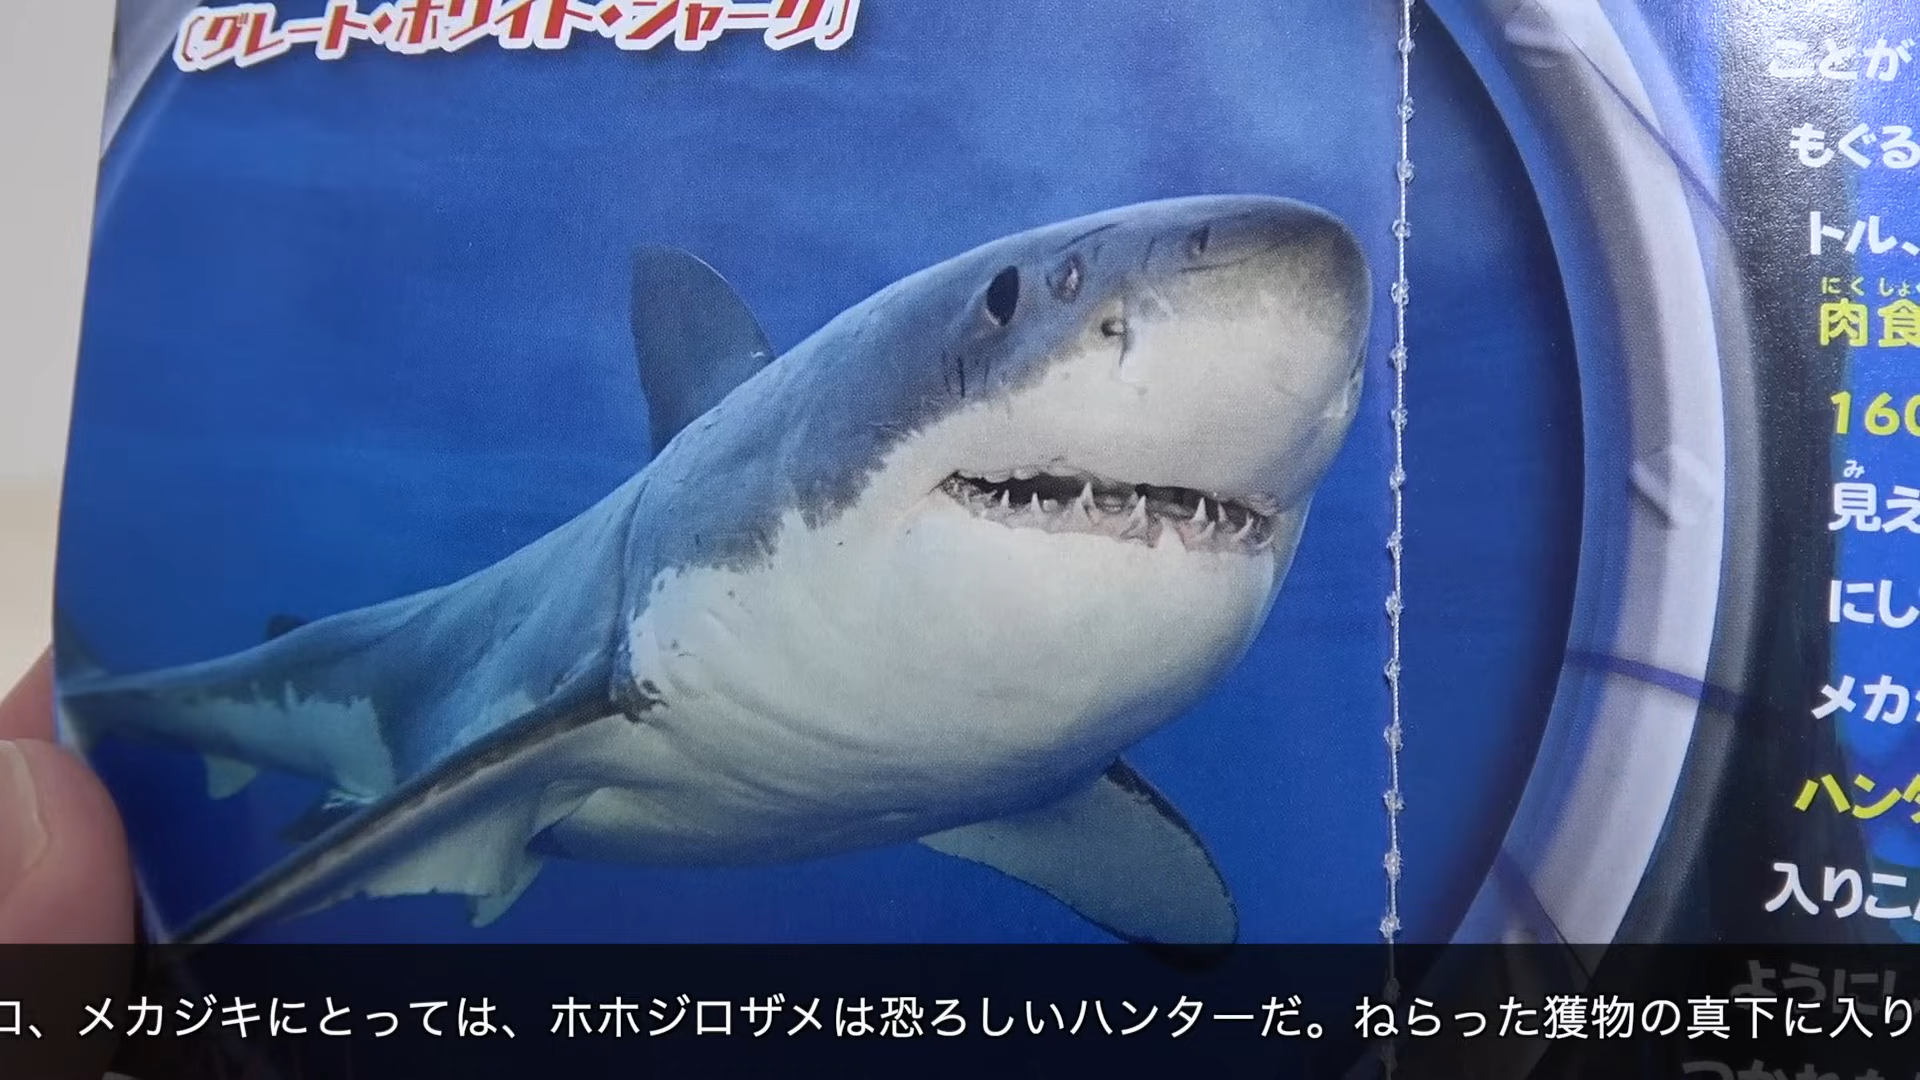 〔グレート・ホワイト・シャーク〕
ことが
もぐる
トル、
にくしょ
肉食
160
み
見え
にし
メカ
ハン
入りこ
ように
ロ、メカジキにとっては、ホホジロザメは恐ろしいハンターだ。ねらった獲物の真下に入り